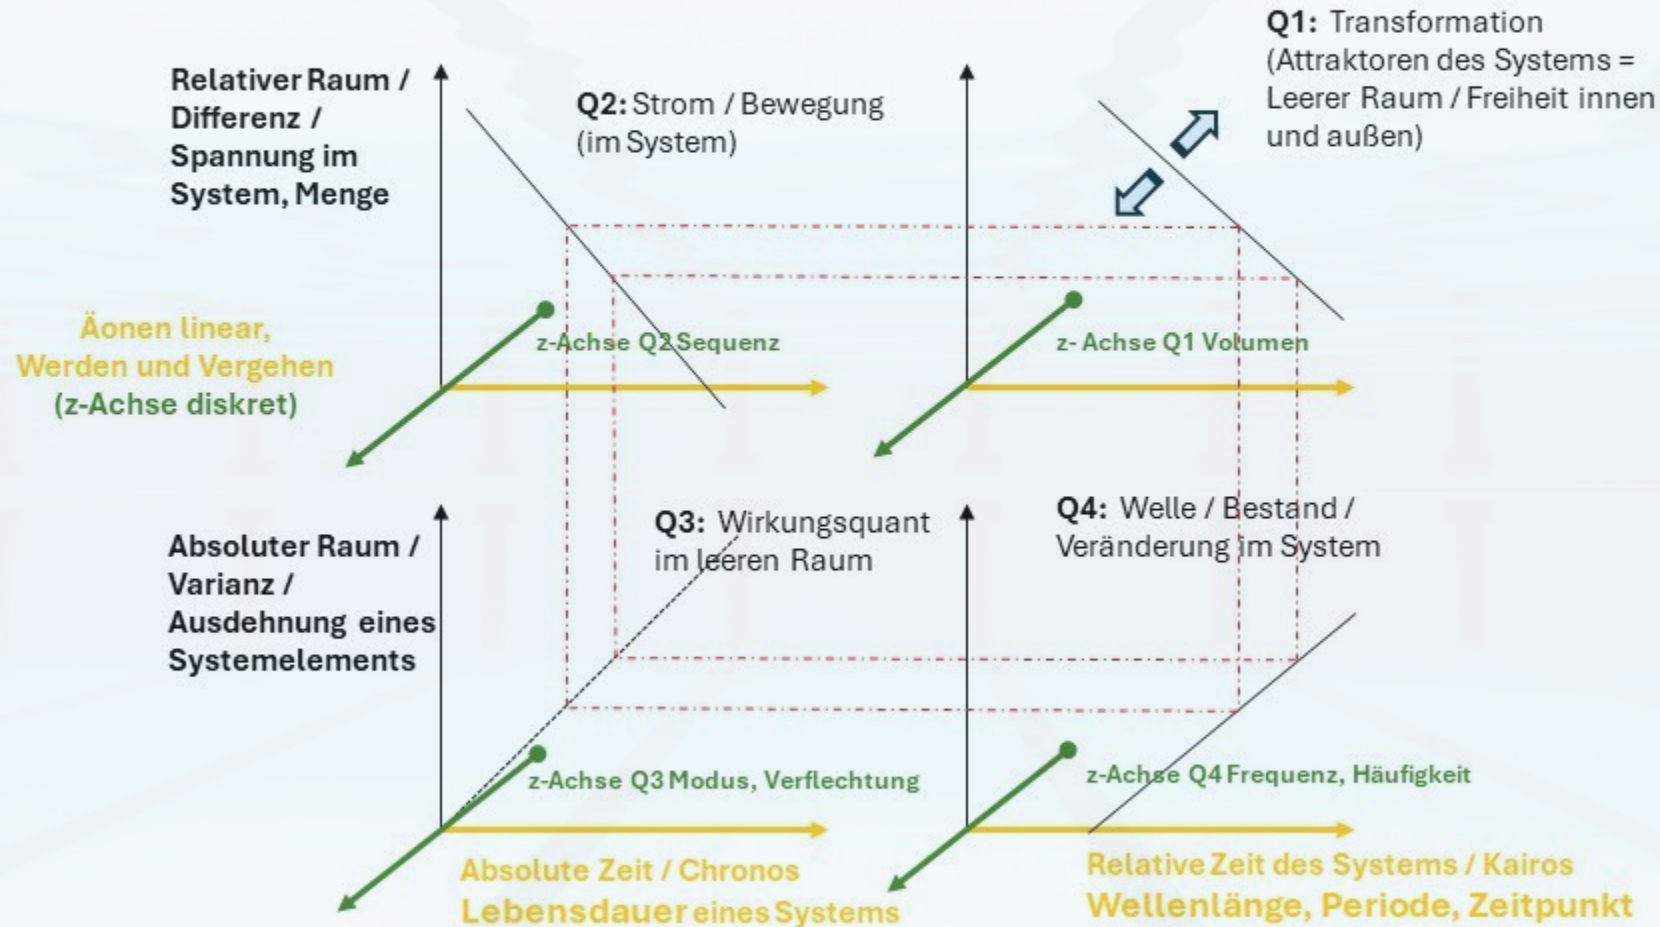 Q1: Transformation
(Attraktoren des Systems =
Leerer Raum / Freiheit innen
und außen)
Relativer Raum /
Differenz /
Spannung im
System, Menge
Q2: Strom / Bewegung
(im System)
Äonen linear,
Werden und Vergehen
(z-Achse diskret)
z-Achse Q2 Sequenz
z- Achse Q1 Volumen
Absoluter Raum /
Varianz /
Ausdehnung eines
Systemelements
Q3: Wirkungsquant
im leeren Raum
Q4: Welle / Bestand /
Veränderung im System
z-Achse Q3 Modus, Verflechtung
z-Achse Q4 Frequenz, Häufigkeit
Absolute Zeit / Chronos
Lebensdauer eines Systems
Relative Zeit des Systems / Kairos
Wellenlänge, Periode, Zeitpunkt